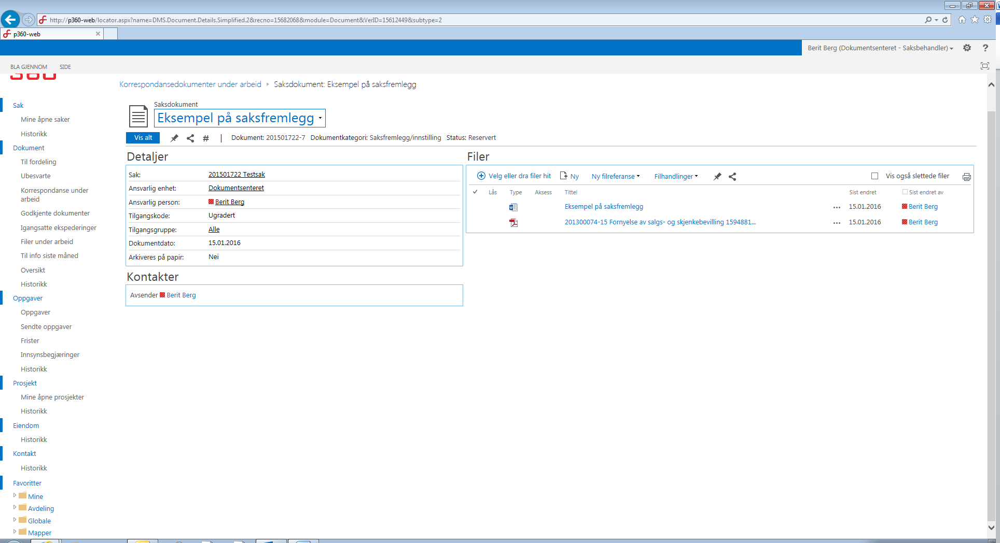 http://p360-web/locator.aspx?name=DMS.Document.Details.Simplified.2&recno=15682068&module=Document&VerID=15612449&subtype=2
p360-web
Berit Berg (Dokumentsenteret - Saksbehandler)
?
BLA GJENNOM SIDE
360
Korrespondansedokumenter under arbeid Saksdokument: Eksempel på saksfremlegg
Saksdokument
Eksempel på saksfremlegg
Vis alt # | Dokument: 201501722-7 Dokumentkategori: Saksfremlegg/innstilling Status: Reservert
Sak
Mine åpne saker
Historikk
Dokument
Til fordeling
Ubesvarte
Korrespondanse under
arbeid
Godkjente dokumenter
Igangsatte ekspederinger
Filer under arbeid
Til info siste måned
Oversikt
Historikk
Oppgaver
Oppgaver
Sendte oppgaver
Frister
Innsynsbegjæringer
Historikk
Prosjekt
Mine åpne prosjekter
Historikk
Eiendom
Historikk
Kontakt
Historikk
Favoritter
Mine
Avdeling
Globale
Mapper
Detaljer
Sak: 201501722 Testsak
Ansvarlig enhet: Dokumentsenteret
Ansvarlig person: Berit Berg
Tilgangskode: Ugradert
Tilgangsgruppe: Alle
Dokumentdato: 15.01.2016
Arkiveres på papir: Nei
Kontakter
Avsender Berit Berg
Filer
Velg eller dra filer hit Ny Ny filreferanse Filhandlinger Vis også slettede filer
Lås Type Aksess Tittel Sist endret Sist endret av
Eksempel på saksfremlegg ... 15.01.2016 Berit Berg
201300074-15 Fornyelse av salgs- og skjenkebevilling 1594881... ... 15.01.2016 Berit Berg